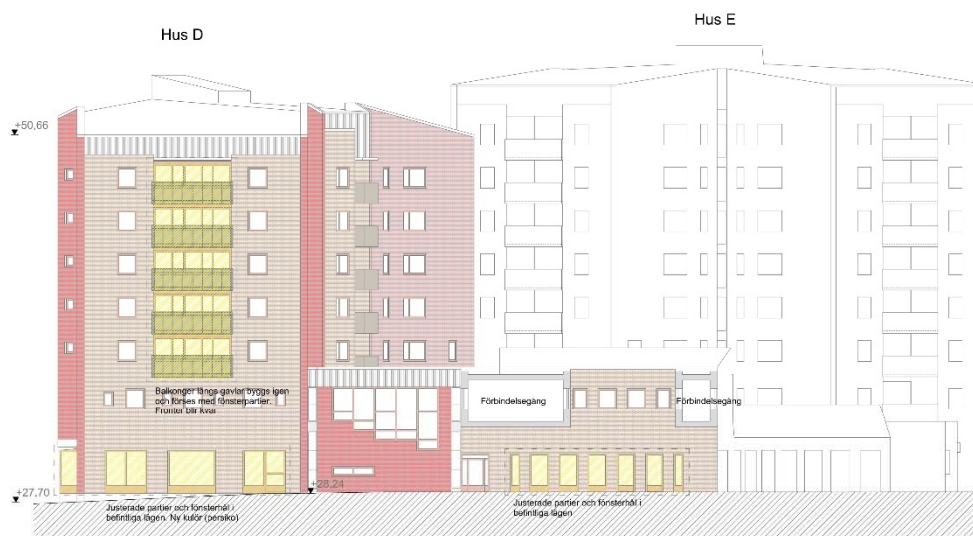 Hus D
Hus E
+50,66
Balkonger längs gavlar byggs igen
och förses med fönsterpartier.
Fronter blir kvar
Förbindelsegång
Förbindelsegång
+27,70
+28,24
Justerade partier och fönsterhål i
befintliga lägen. Ny kulör (persiko)
Justerade partier och fönsterhål i
befintliga lägen